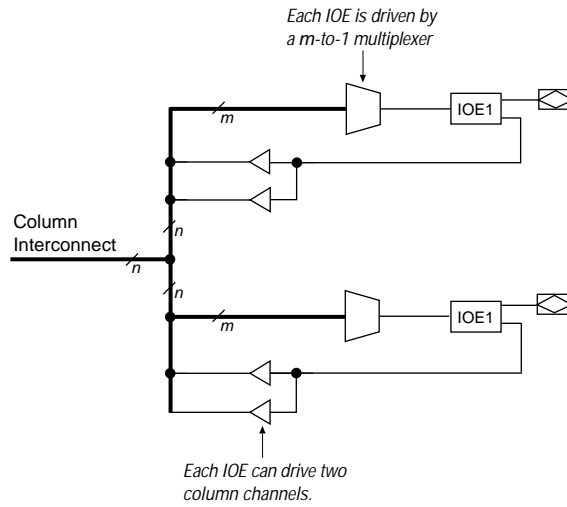 Each IOE is driven by
a m-to-1 multiplexer
IOE1
m
Column
Interconnect
n
n
n
m
IOE1
Each IOE can drive two
column channels.